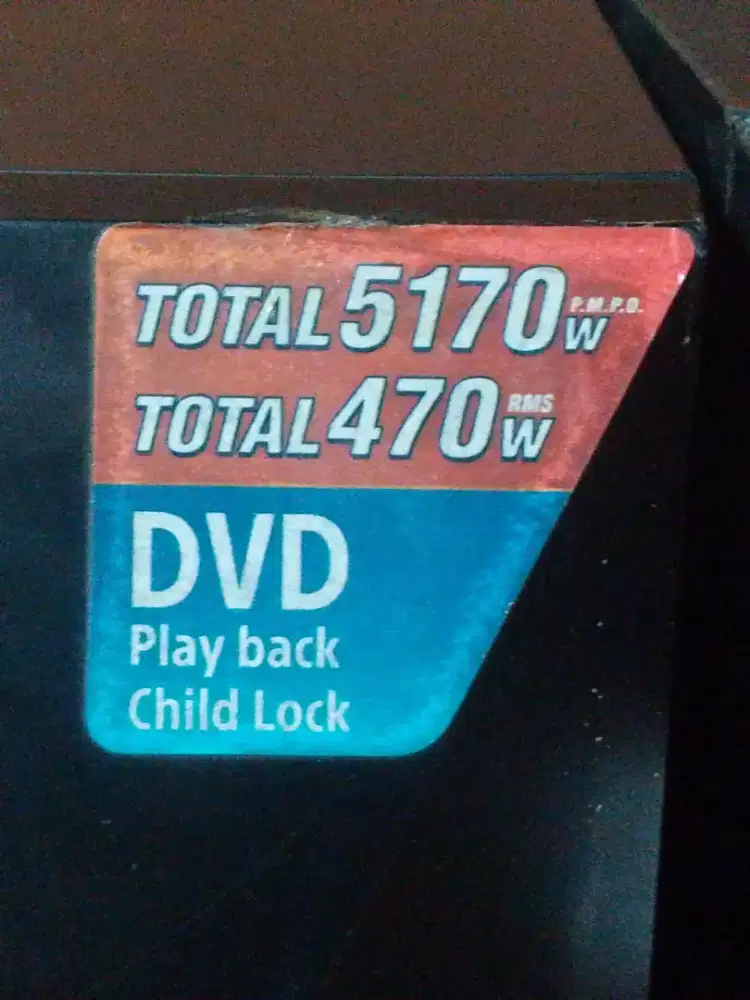 TOTAL 5170 W P.M.P.O.
TOTAL 470 W RMS
DVD
Play back
Child Lock